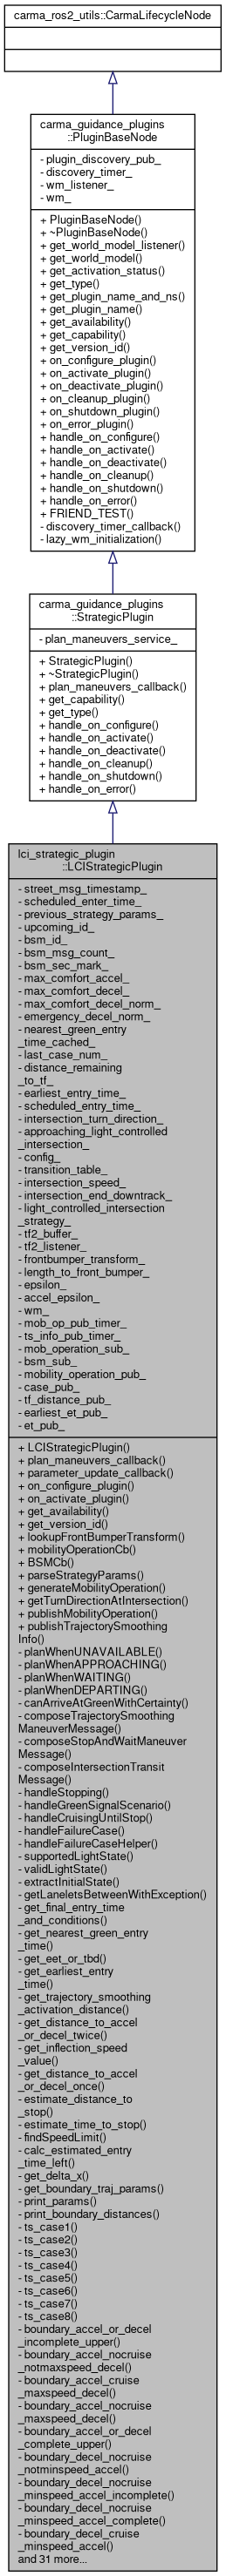 carma_ros2_utils::CarmaLifecycleNode
carma_guidance_plugins
::PluginBaseNode
- plugin_discovery_pub_
- discovery_timer_
- wm_listener_
- wm_
+ PluginBaseNode()
+ ~PluginBaseNode()
+ get_world_model_listener()
+ get_world_model()
+ get_activation_status()
+ get_type()
+ get_plugin_name_and_ns()
+ get_plugin_name()
+ get_availability()
+ get_capability()
+ get_version_id()
+ on_configure_plugin()
+ on_activate_plugin()
+ on_deactivate_plugin()
+ on_cleanup_plugin()
+ on_shutdown_plugin()
+ on_error_plugin()
+ handle_on_configure()
+ handle_on_activate()
+ handle_on_deactivate()
+ handle_on_cleanup()
+ handle_on_shutdown()
+ handle_on_error()
+ FRIEND_TEST()
- discovery_timer_callback()
- lazy_wm_initialization()
carma_guidance_plugins
::StrategicPlugin
- plan_maneuvers_service_
+ StrategicPlugin()
+ ~StrategicPlugin()
+ plan_maneuvers_callback()
+ get_capability()
+ get_type()
+ handle_on_configure()
+ handle_on_activate()
+ handle_on_deactivate()
+ handle_on_cleanup()
+ handle_on_shutdown()
+ handle_on_error()
lci_strategic_plugin
::LCIStrategicPlugin
- street_msg_timestamp_
- scheduled_enter_time_
- previous_strategy_params_
- upcoming_id_
- bsm_id_
- bsm_msg_count_
- bsm_sec_mark_
- max_comfort_accel_
- max_comfort_decel_
- max_comfort_decel_norm_
- emergency_decel_norm_
- nearest_green_entry
_time_cached_
- last_case_num_
- distance_remaining
_to_tf_
- earliest_entry_time_
- scheduled_entry_time_
- intersection_turn_direction_
- approaching_light_controlled
_intersection_
- config_
- transition_table_
- intersection_speed_
- intersection_end_downtrack_
- light_controlled_intersection
_strategy_
- tf2_buffer_
- tf2_listener_
- frontbumper_transform_
- length_to_front_bumper_
- epsilon_
- accel_epsilon_
- wm_
- mob_op_pub_timer_
- ts_info_pub_timer_
- mob_operation_sub_
- bsm_sub_
- mobility_operation_pub_
- case_pub_
- tf_distance_pub_
- earliest_et_pub_
- et_pub_
+ LCIStrategicPlugin()
+ plan_maneuvers_callback()
+ parameter_update_callback()
+ on_configure_plugin()
+ on_activate_plugin()
+ get_availability()
+ get_version_id()
+ lookupFrontBumperTransform()
+ mobilityOperationCb()
+ BSMCb()
+ parseStrategyParams()
+ generateMobilityOperation()
+ getTurnDirectionAtIntersection()
+ publishMobilityOperation()
+ publishTrajectorySmoothing
Info()
- planWhenUNAVAILABLE()
- planWhenAPPROACHING()
- planWhenWAITING()
- planWhenDEPARTING()
- canArriveAtGreenWithCertainty()
- composeTrajectorySmoothing
ManeuverMessage()
- composeStopAndWaitManeuver
Message()
- composeIntersectionTransit
Message()
- handleStopping()
- handleGreenSignalScenario()
- handleCruisingUntilStop()
- handleFailureCase()
- handleFailureCaseHelper()
- supportedLightState()
- validLightState()
- extractInitialState()
- getLaneletsBetweenWithException()
- get_final_entry_time
_and_conditions()
- get_nearest_green_entry
_time()
- get_eet_or_tbd()
- get_earliest_entry
_time()
- get_trajectory_smoothing
_activation_distance()
- get_distance_to_accel
_or_decel_twice()
- get_inflection_speed
_value()
- get_distance_to_accel
_or_decel_once()
- estimate_distance_to
_stop()
- estimate_time_to_stop()
- findSpeedLimit()
- calc_estimated_entry
_time_left()
- get_delta_x()
- get_boundary_traj_params()
- print_params()
- print_boundary_distances()
- ts_case1()
- ts_case2()
- ts_case3()
- ts_case4()
- ts_case5()
- ts_case6()
- ts_case7()
- ts_case8()
- boundary_accel_or_decel
_incomplete_upper()
- boundary_accel_nocruise
_notmaxspeed_decel()
- boundary_accel_cruise
_maxspeed_decel()
- boundary_accel_nocruise
_maxspeed_decel()
- boundary_accel_or_decel
_complete_upper()
- boundary_decel_nocruise
_notminspeed_accel()
- boundary_decel_nocruise
_minspeed_accel_incomplete()
- boundary_decel_nocruise
_minspeed_accel_complete()
- boundary_decel_cruise
_minspeed_accel()
and 31 more...